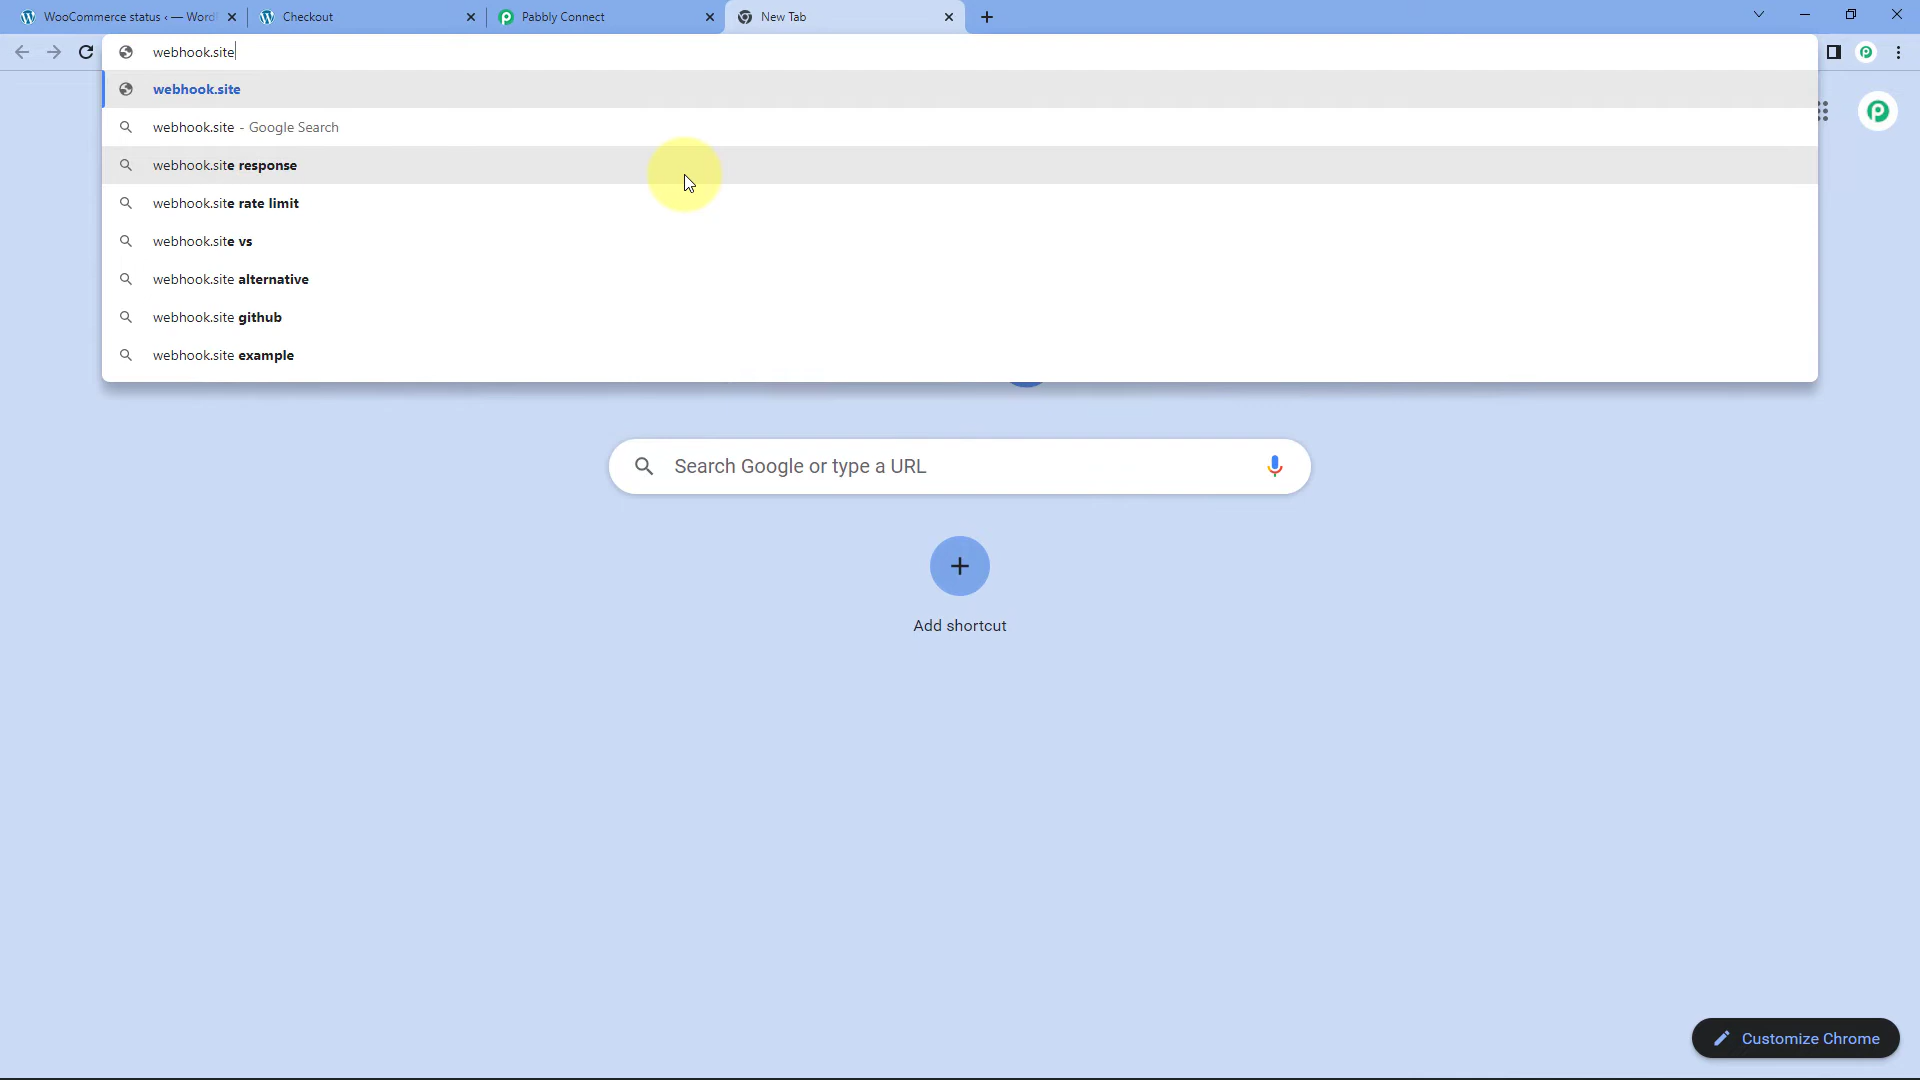 WooCommerce status ‹ — Word
Checkout
Pabbly Connect
New Tab
webhook.site
webhook.site
webhook.site - Google Search
webhook.site response
webhook.site rate limit
webhook.site vs
webhook.site alternative
webhook.site github
webhook.site example
Search Google or type a URL
Add shortcut
Customize Chrome